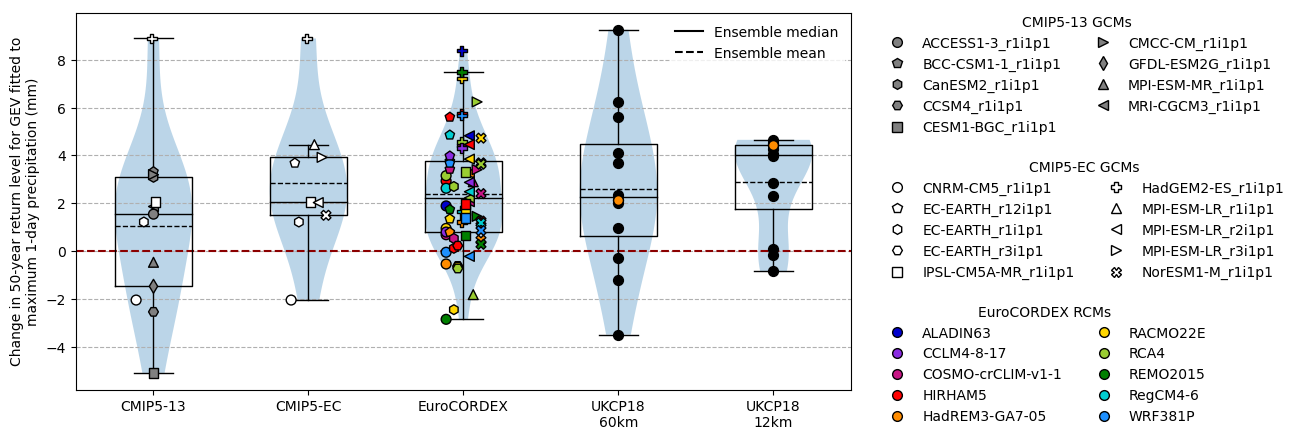 Change in 50-year return level for GEV fitted to
maximum 1-day precipitation (mm)
8
6
4
2
0
−2
−4
Ensemble median
Ensemble mean
CMIP5-13
CMIP5-EC
EuroCORDEX
UKCP18
60km
UKCP18
12km
CMIP5-13 GCMs
ACCESS1-3_r1i1p1
BCC-CSM1-1_r1i1p1
CanESM2_r1i1p1
CCSM4_r1i1p1
CESM1-BGC_r1i1p1
CMCC-CM_r1i1p1
GFDL-ESM2G_r1i1p1
MPI-ESM-MR_r1i1p1
MRI-CGCM3_r1i1p1
CMIP5-EC GCMs
CNRM-CM5_r1i1p1
EC-EARTH_r12i1p1
EC-EARTH_r1i1p1
EC-EARTH_r3i1p1
IPSL-CM5A-MR_r1i1p1
HadGEM2-ES_r1i1p1
MPI-ESM-LR_r1i1p1
MPI-ESM-LR_r2i1p1
MPI-ESM-LR_r3i1p1
NorESM1-M_r1i1p1
EuroCORDEX RCMs
ALADIN63
CCLM4-8-17
COSMO-crCLIM-v1-1
HIRHAM5
HadREM3-GA7-05
RACMO22E
RCA4
REMO2015
RegCM4-6
WRF381P